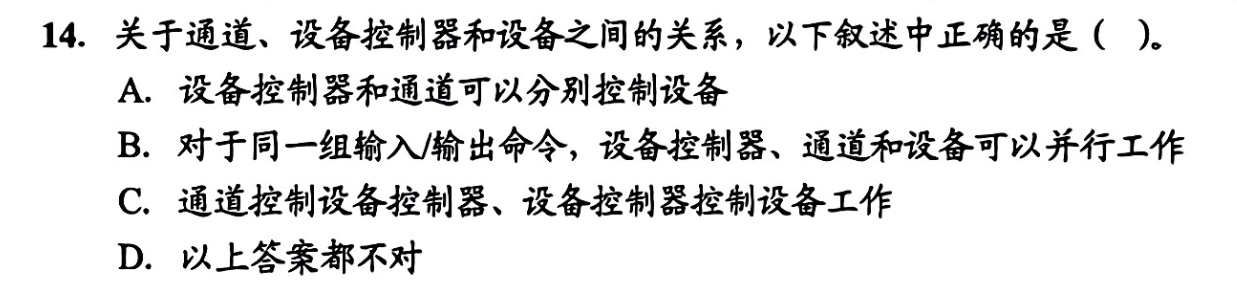 14. 关于通道、设备控制器和设备之间的关系，以下叙述中正确的是（ ）。
A. 设备控制器和通道可以分别控制设备
B. 对于同一组输入/输出命令，设备控制器、通道和设备可以并行工作
C. 通道控制设备控制器、设备控制器控制设备工作
D. 以上答案都不对